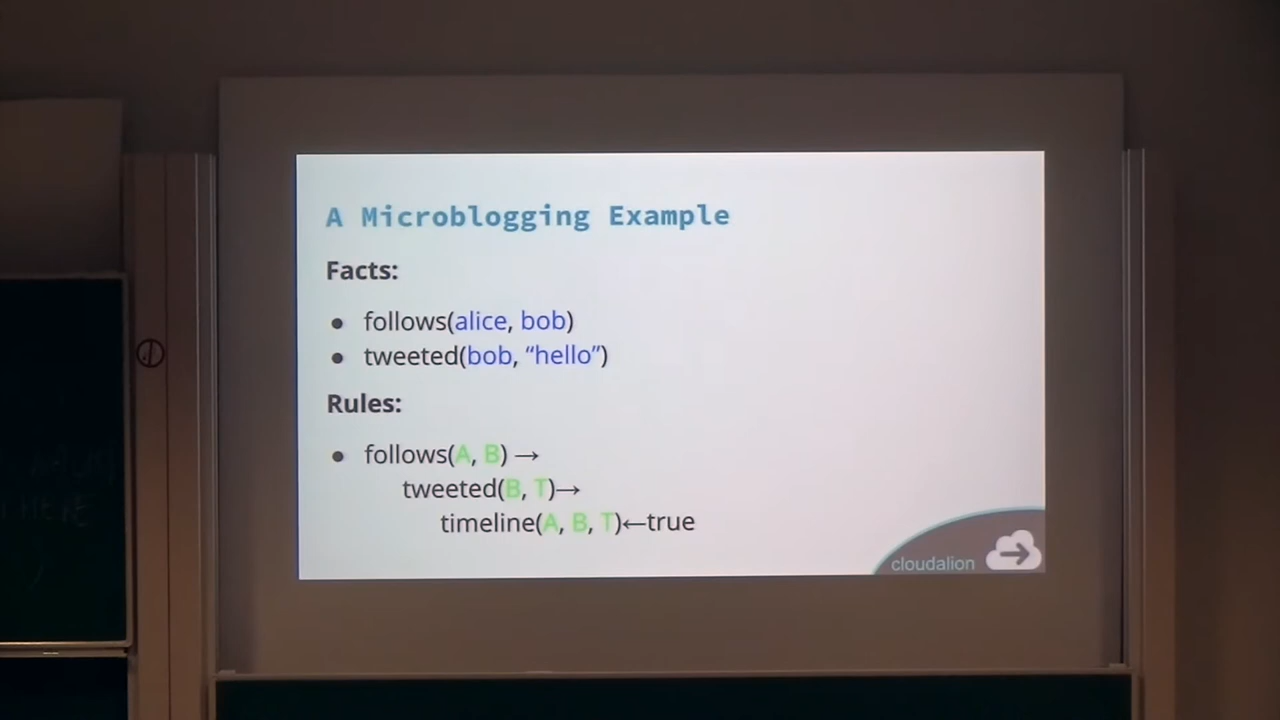 A Microblogging Example
Facts:
● follows(alice, bob)
● tweeted(bob, “hello”)
Rules:
● follows(A, B) →
tweeted(B, T)→
timeline(A, B, T)←true
cloudalion